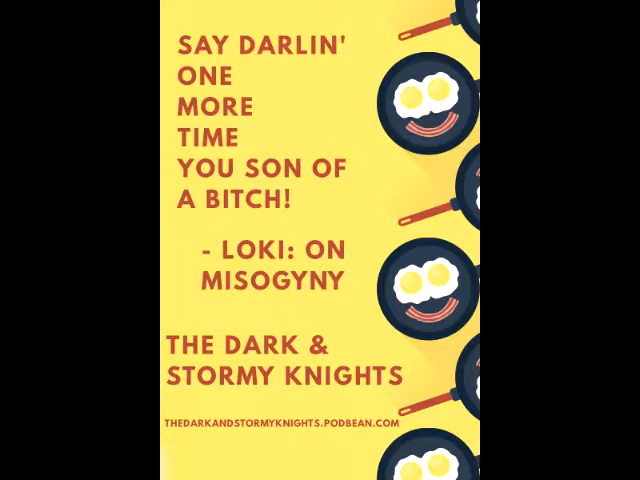 SAY DARLIN'
ONE
MORE
TIME
YOU SON OF
A BITCH!
- LOKI: ON
MISOGYNY
THE DARK &
STORMY KNIGHTS
THEDARKANDSTORMYKNIGHTS.PODBEAN.COM